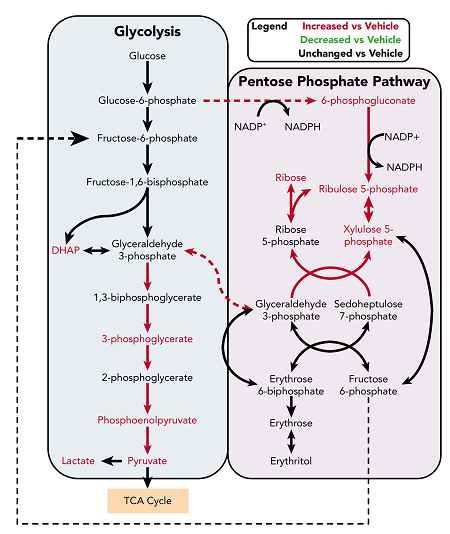 Glycolysis
Legend
Increased vs Vehicle
Decreased vs Vehicle
Unchanged vs Vehicle
Glucose
Glucose-6-phosphate
Fructose-6-phosphate
Fructose-1,6-bisphosphate
DHAP
Glyceraldehyde
3-phosphate
1,3-biphosphoglycerate
3-phosphoglycerate
2-phosphoglycerate
Phosphoenolpyruvate
Lactate
Pyruvate
TCA Cycle
Pentose Phosphate Pathway
6-phosphogluconate
NADP+
NADPH
NADP+
NADPH
Ribose
Ribulose 5-phosphate
Ribose
5-phosphate
Xylulose 5-
phosphate
Glyceraldehyde
3-phosphate
Sedoheptulose
7-phosphate
Erythrose
6-biphosphate
Fructose
6-phosphate
Erythrose
Erythritol